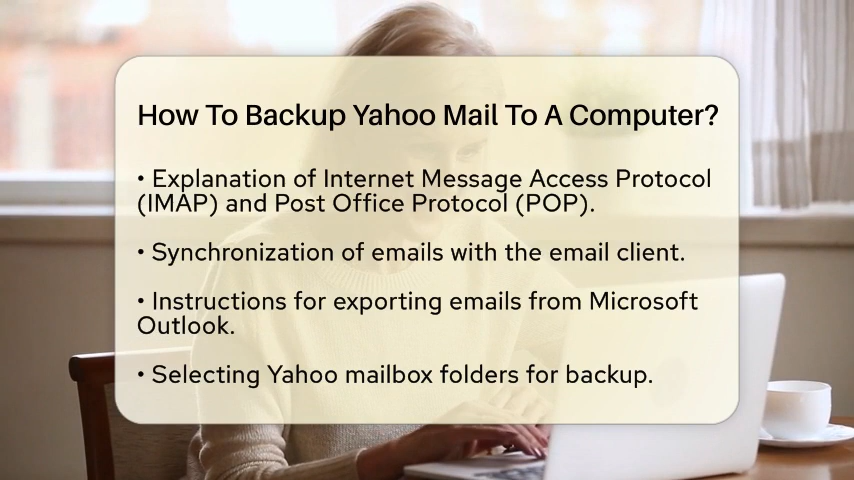 How To Backup Yahoo Mail To A Computer?
• Explanation of Internet Message Access Protocol
(IMAP) and Post Office Protocol (POP).
• Synchronization of emails with the email client.
• Instructions for exporting emails from Microsoft
Outlook.
• Selecting Yahoo mailbox folders for backup.